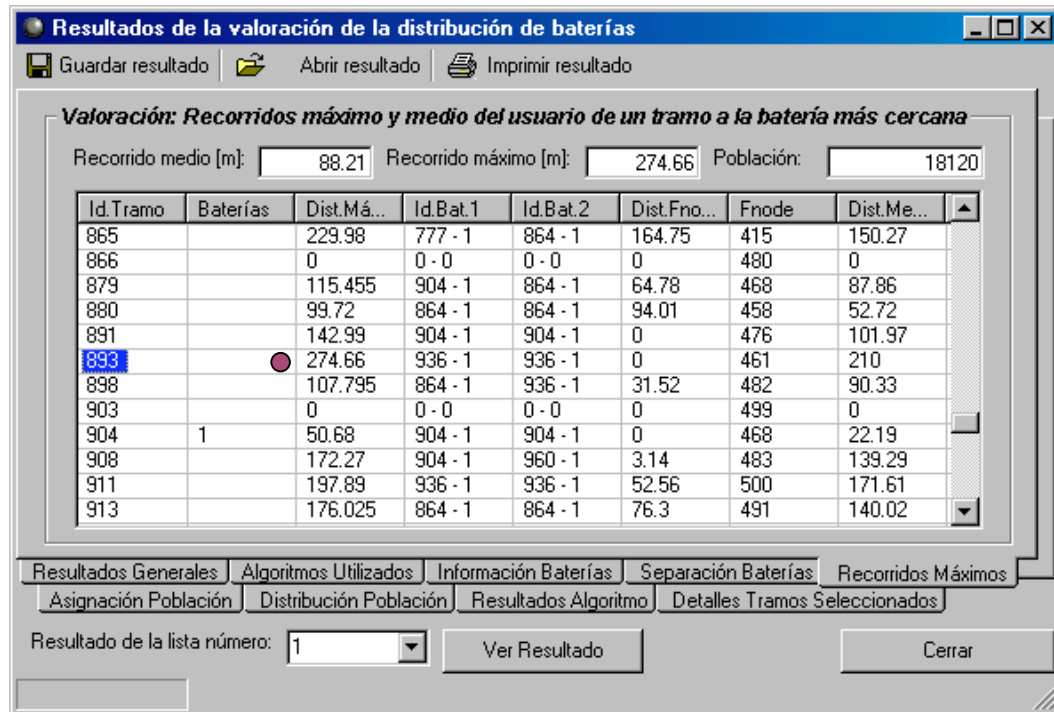 Resultados de la valoración de la distribución de baterías
Guardar resultado Abrir resultado Imprimir resultado
Valoración: Recorridos máximo y medio del usuario de un tramo a la batería más cercana
Recorrido medio [m]: 88.21 Recorrido máximo [m]: 274.66 Población: 18120
Id.Tramo Baterías Dist.Má... Id.Bat.1 Id.Bat.2 Dist.Fno... Fnode Dist.Me...
865 229.98 777 - 1 864 - 1 164.75 415 150.27
866 0 0 - 0 0 - 0 0 480 0
879 115.455 904 - 1 864 - 1 64.78 468 87.86
880 99.72 864 - 1 864 - 1 94.01 458 52.72
891 142.99 904 - 1 904 - 1 0 476 101.97
893 274.66 936 - 1 936 - 1 0 461 210
898 107.795 864 - 1 936 - 1 31.52 482 90.33
903 0 0 - 0 0 - 0 0 499 0
904 1 50.68 904 - 1 904 - 1 0 468 22.19
908 172.27 904 - 1 960 - 1 3.14 483 139.29
911 197.89 936 - 1 936 - 1 52.56 500 171.61
913 176.025 864 - 1 864 - 1 76.3 491 140.02
Resultados Generales Algoritmos Utilizados Información Baterías Separación Baterías Recorridos Máximos
Asignación Población Distribución Población Resultados Algoritmo Detalles Tramos Seleccionados
Resultado de la lista número: 1 Ver Resultado Cerrar